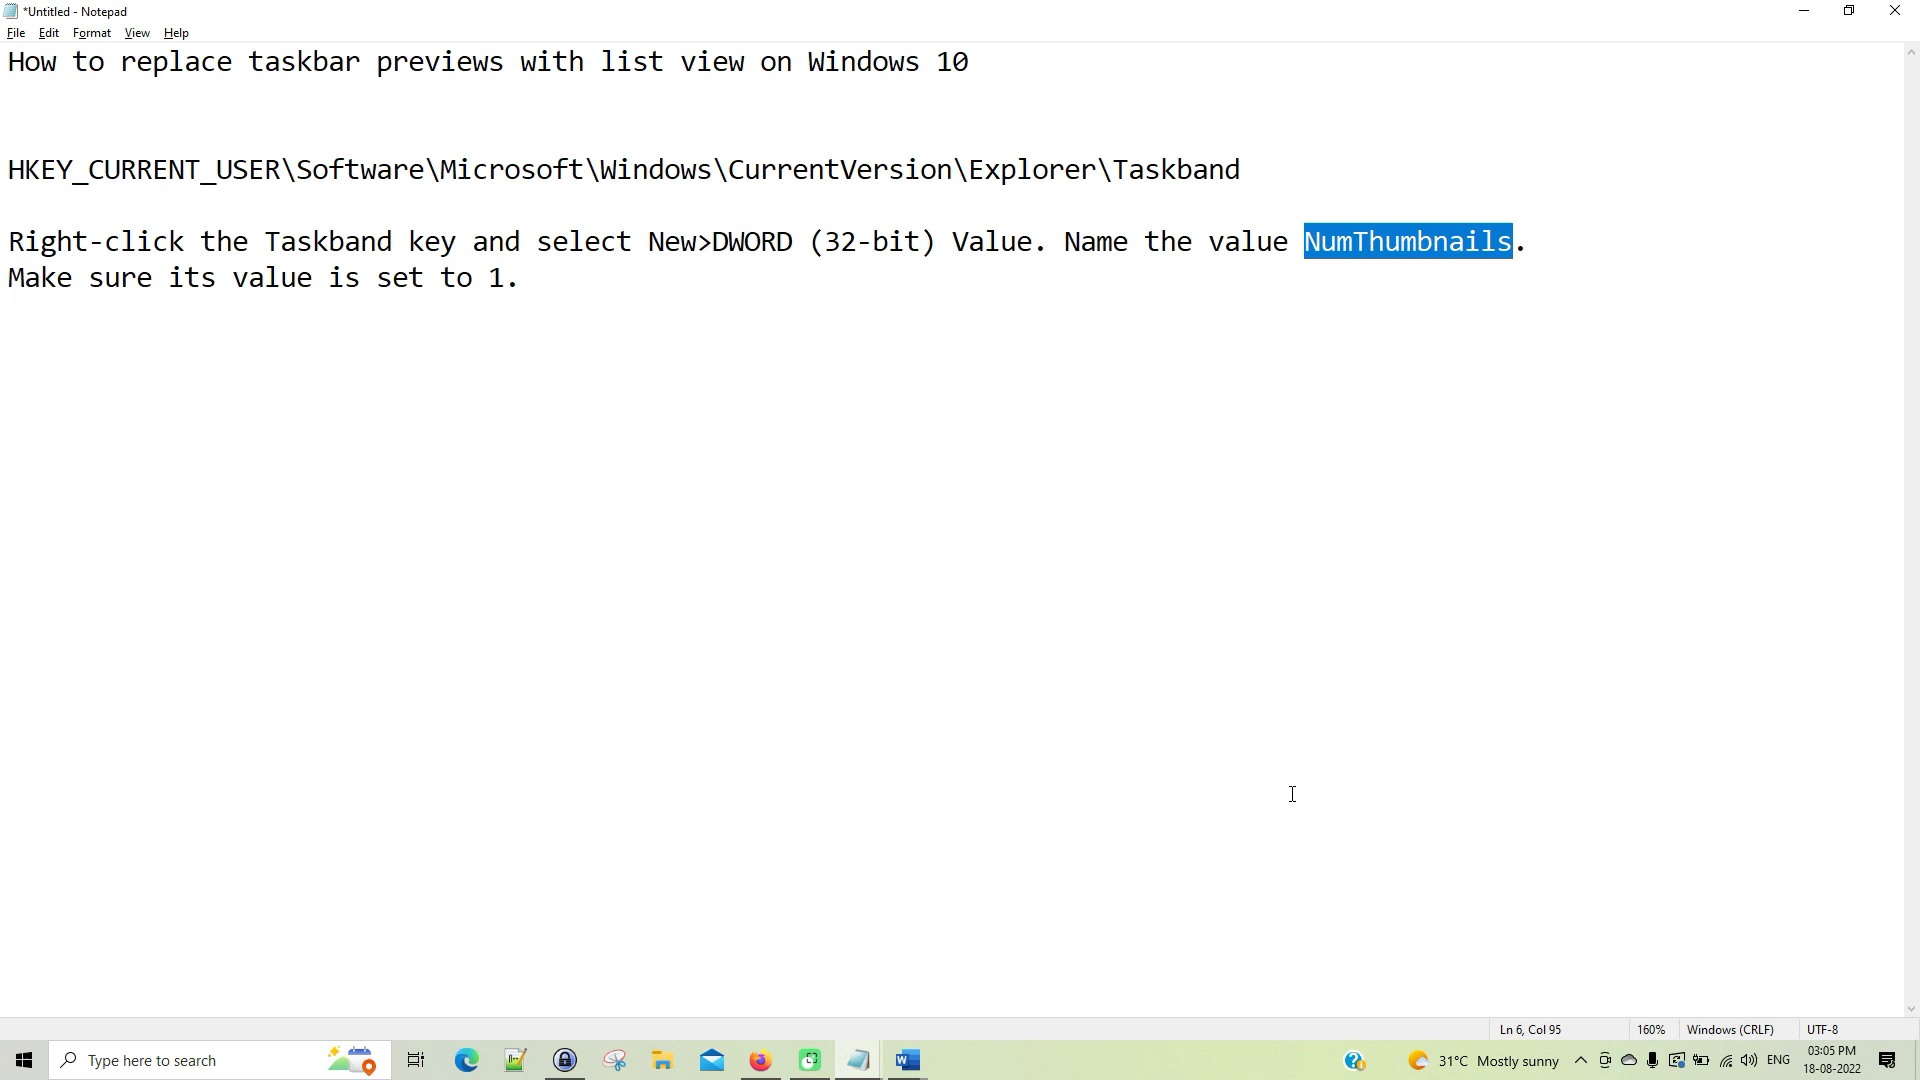 *Untitled - Notepad
File Edit Format View Help
How to replace taskbar previews with list view on Windows 10
HKEY_CURRENT_USER\Software\Microsoft\Windows\CurrentVersion\Explorer\Taskband
Right-click the Taskband key and select New>DWORD (32-bit) Value. Name the value NumThumbnails.
Make sure its value is set to 1.
Ln 6, Col 95 160% Windows (CRLF) UTF-8
Type here to search
31°C Mostly sunny ENG
03:05 PM
18-08-2022